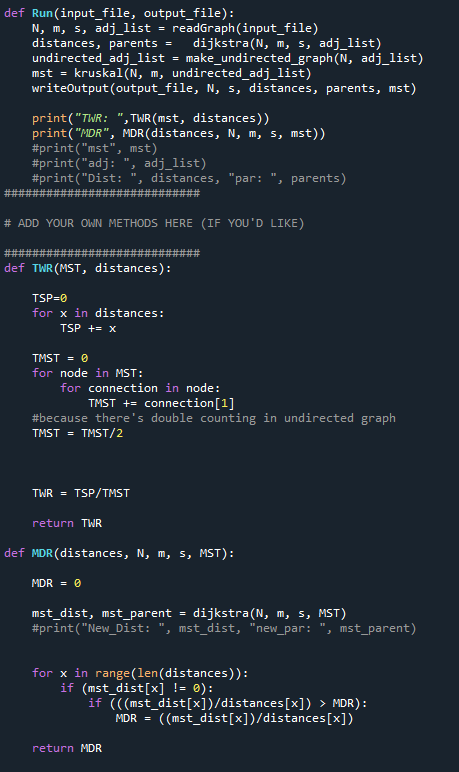 def Run(input_file, output_file):
    N, m, s, adj_list = readGraph(input_file)
    distances, parents =   dijkstra(N, m, s, adj_list)
    undirected_adj_list = make_undirected_graph(N, adj_list)
    mst = kruskal(N, m, undirected_adj_list)
    writeOutput(output_file, N, s, distances, parents, mst)
    print("TWR: ",TWR(mst, distances))
    print("MDR", MDR(distances, N, m, s, mst))
    #print("mst", mst)
    #print("adj: ", adj_list)
    #print("Dist: ", distances, "par: ", parents)
############################
# ADD YOUR OWN METHODS HERE (IF YOU'D LIKE)
############################
def TWR(MST, distances):
    TSP=0
    for x in distances:
        TSP += x
    TMST = 0
    for node in MST:
        for connection in node:
            TMST += connection[1]
    #because there's double counting in undirected graph
    TMST = TMST/2
    TWR = TSP/TMST
    return TWR
def MDR(distances, N, m, s, MST):
    MDR = 0
    mst_dist, mst_parent = dijkstra(N, m, s, MST)
    #print("New_Dist: ", mst_dist, "new_par: ", mst_parent)
    for x in range(len(distances)):
        if (mst_dist[x] != 0):
            if (((mst_dist[x])/distances[x]) > MDR):
                MDR = ((mst_dist[x])/distances[x])
    return MDR